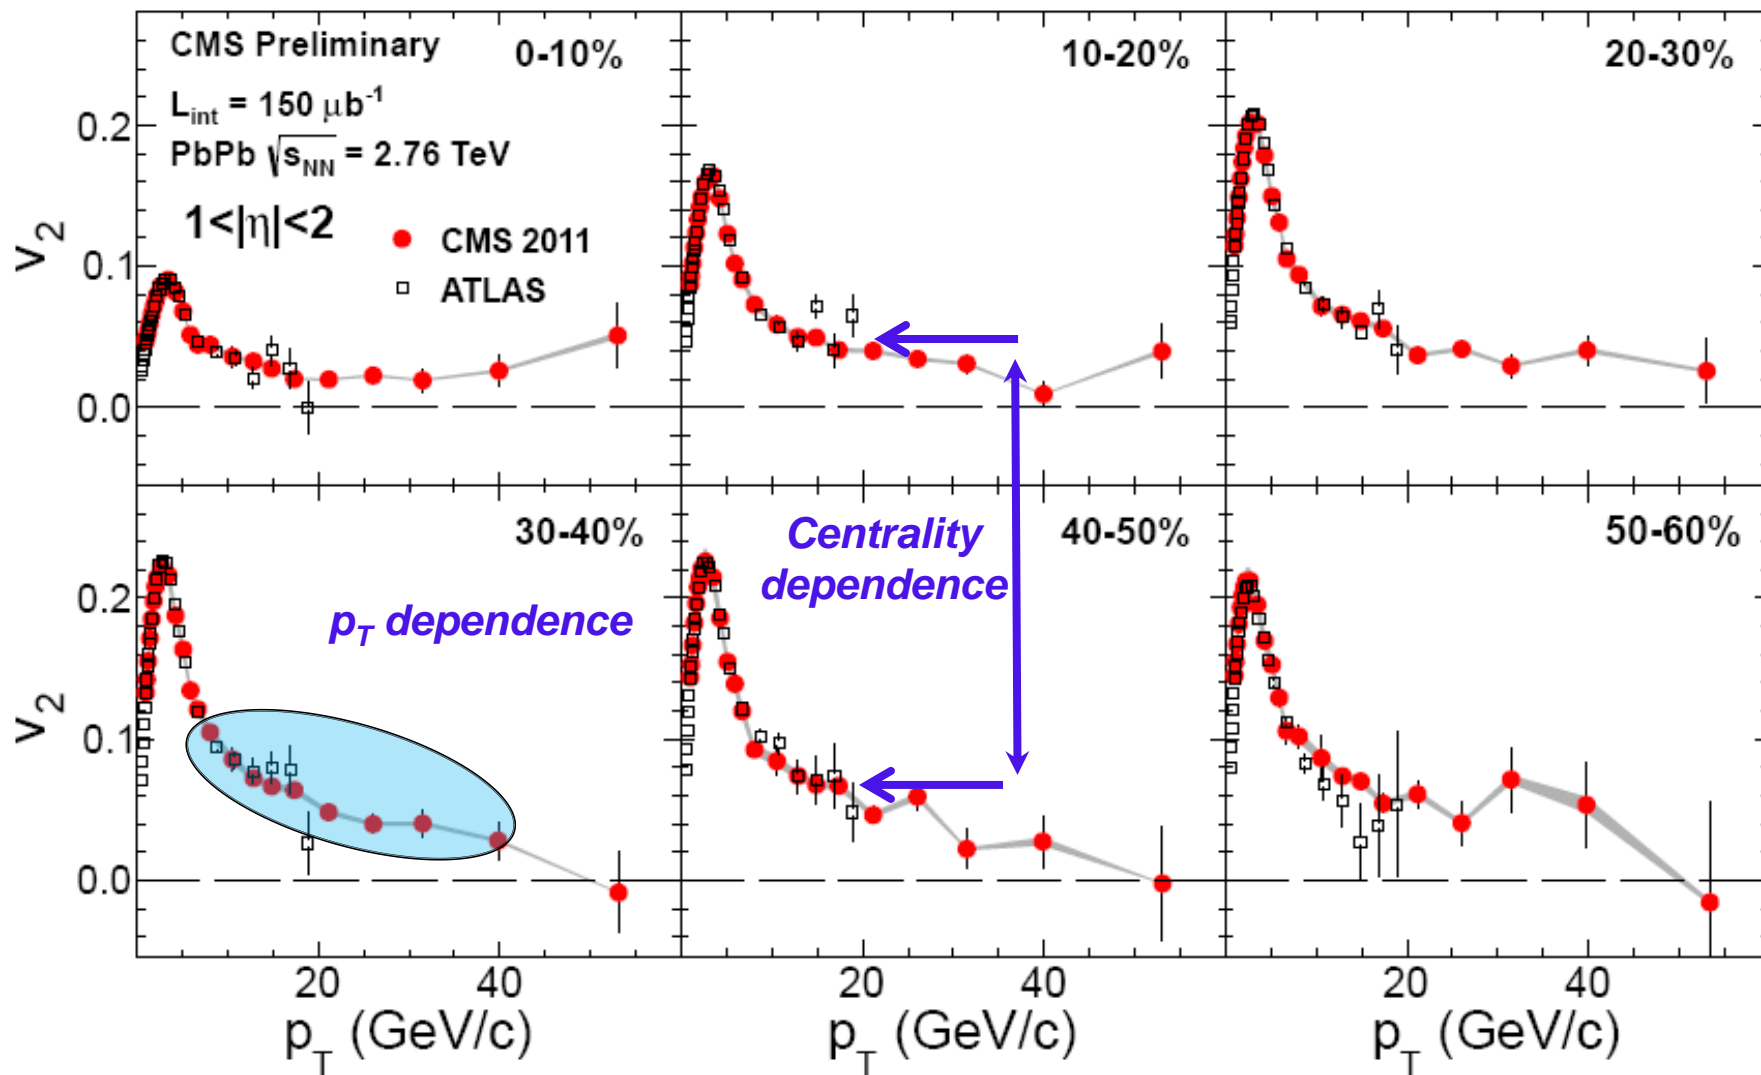 CMS Preliminary
0-10%
10-20%
20-30%
L_int = 150 μb⁻¹
PbPb √s_NN = 2.76 TeV
1<|η|<2
CMS 2011
ATLAS
v₂
0.2
0.1
0.0
30-40%
40-50%
50-60%
Centrality
dependence
p_T dependence
v₂
0.2
0.1
0.0
20
40
20
40
20
40
p_T (GeV/c)
p_T (GeV/c)
p_T (GeV/c)